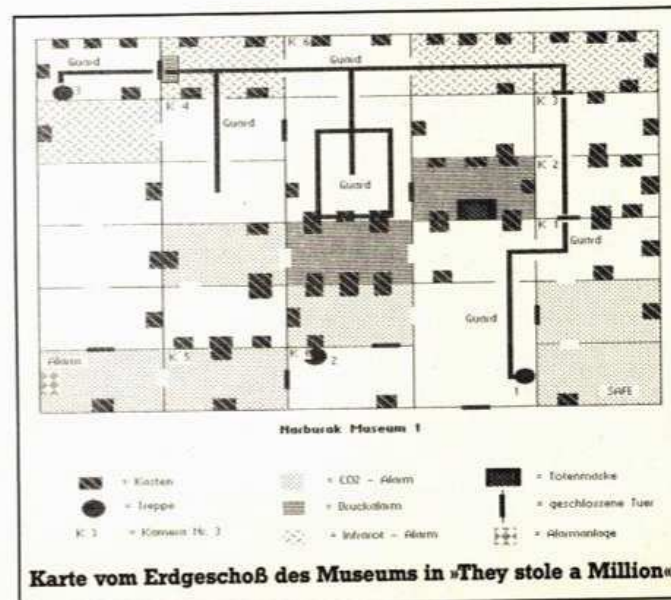 K 6
Guard
Guard
3
K 4
K 3
Guard
K 2
Guard
K 1
Guard
Guard
Alarm
K 5
2
1
SAFE
Museum 1
= Kasten
= CO2 - Alarm
= Totenmaske
= Treppe
= Druckalarm
= geschlossene Tuer
K 3 = Kamera Nr. 3
= Infrarot - Alarm
= Alarmanlage
Karte vom Erdgeschoß des Museums in »They stole a Million«